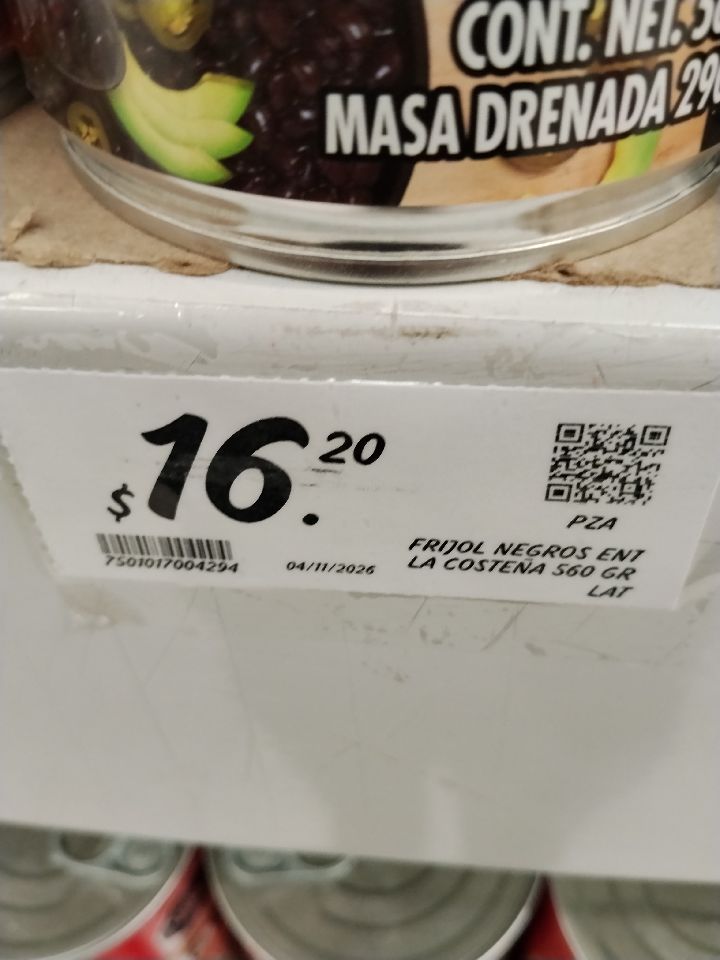 CONT. NET. 
MASA DRENADA 290
$16.20
PZA
7501017004294
04/11/2026
FRIJOL NEGROS ENT
LA COSTEÑA 560 GR
LAT